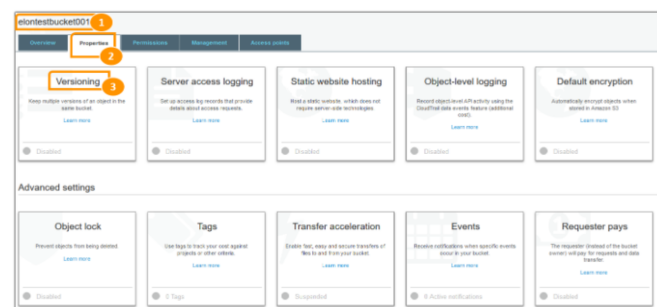 elontestbucket001 1
Overview Properties Permissions Management Access points
2
Versioning 3
Keep multiple versions of an object in the same bucket.
Learn more
Disabled
Server access logging
Set up access log records that provide details about access requests.
Learn more
Disabled
Static website hosting
Host a static website, which does not require server-side technologies.
Learn more
Disabled
Object-level logging
Record object-level API activity using the CloudTrail data events feature (additional cost).
Learn more
Disabled
Default encryption
Automatically encrypt objects when stored in Amazon S3
Learn more
Disabled
Advanced settings
Object lock
Prevent objects from being deleted.
Learn more
Disabled
Tags
Use tags to track your cost against projects or other criteria.
Learn more
0 Tags
Transfer acceleration
Enable fast, easy and secure transfers of files to and from your bucket.
Learn more
Suspended
Events
Receive notifications when specific events occur in your bucket.
Learn more
0 Active notifications
Requester pays
The requester (instead of the bucket owner) will pay for requests and data transfer.
Learn more
Disabled